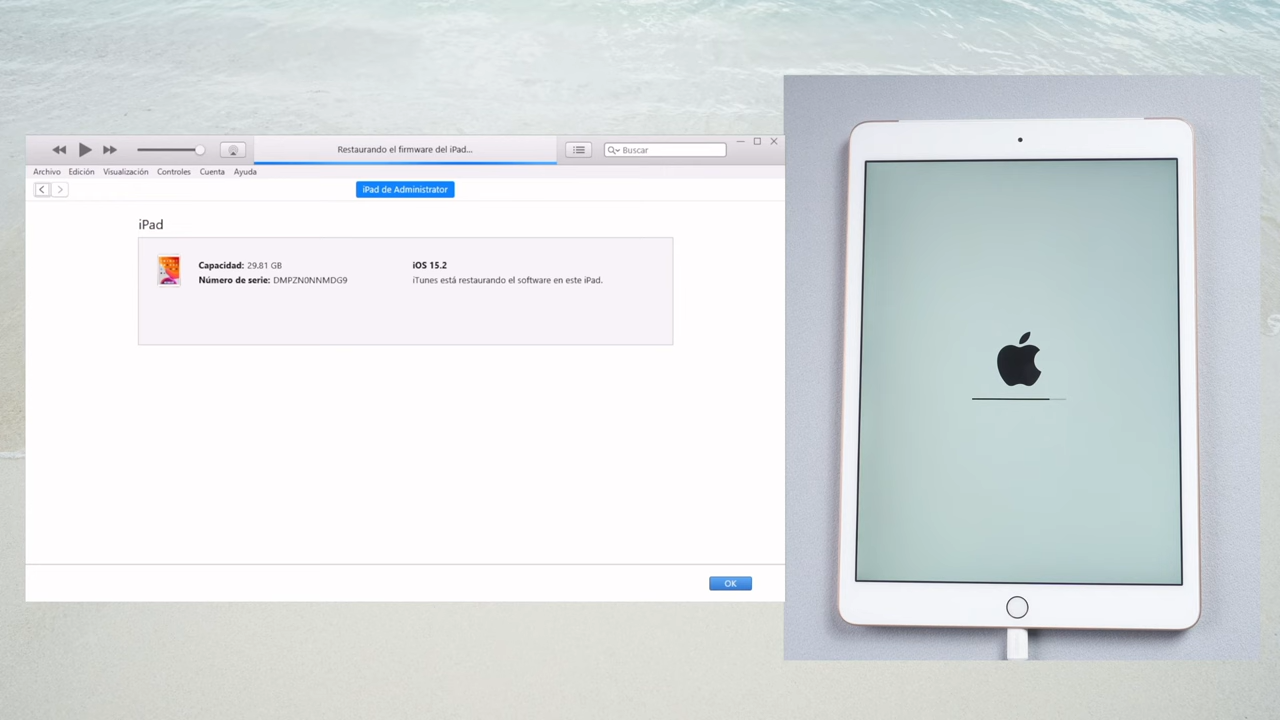 Restaurando el firmware del iPad...
Buscar
Archivo Edición Visualización Controles Cuenta Ayuda
iPad de Administrator
iPad
Capacidad: 29.81 GB
Número de serie: DMPZN0NNMDG9
iOS 15.2
iTunes está restaurando el software en este iPad.
OK